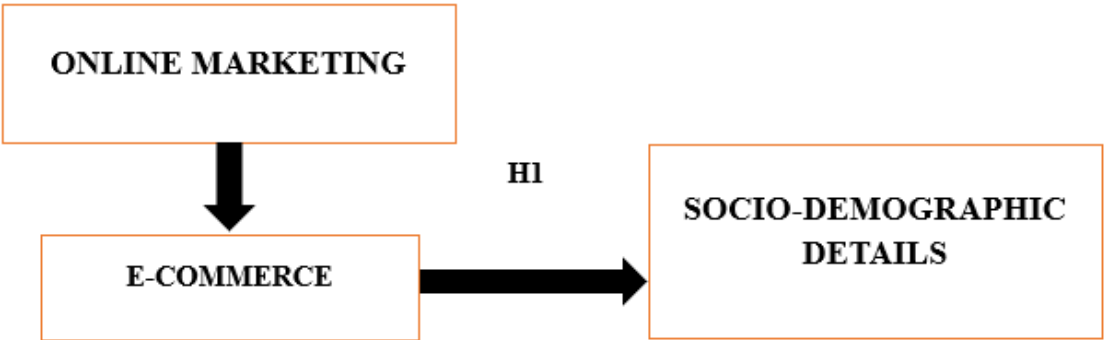 ONLINE MARKETING
H1
SOCIO-DEMOGRAPHIC
DETAILS
E-COMMERCE